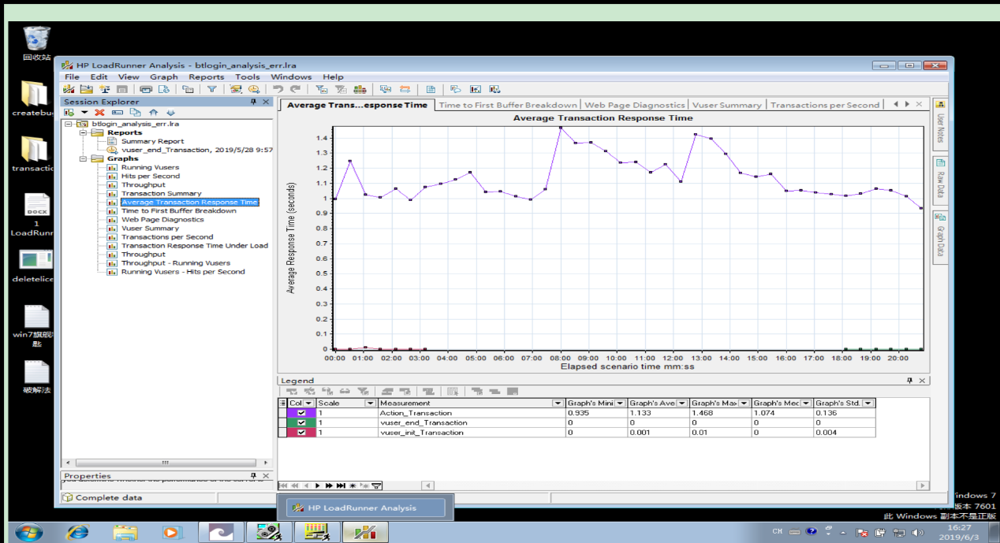 回收站
createbu
transactic
1
LoadRunr
deletelice
win7旗舰
匙
破解法
HP LoadRunner Analysis - btlogin_analysis_err.lra
File Edit View Graph Reports Tools Windows Help
Session Explorer
btlogin_analysis_err.lra
Reports
Summary Report
vuser_end_Transaction, 2019/5/28 9:57
Graphs
Running Vusers
Hits per Second
Throughput
Transaction Summary
Average Transaction Response Time
Time to First Buffer Breakdown
Web Page Diagnostics
Vuser Summary
Transactions per Second
Transaction Response Time Under Load
Throughput
Throughput - Running Vusers
Running Vusers - Hits per Second
Properties
Complete data
Average Trans...esponse Time Time to First Buffer Breakdown Web Page Diagnostics Vuser Summary Transactions per Second
Average Transaction Response Time
Average Response Time (seconds)
1.4
1.3
1.2
1.1
1
0.9
0.8
0.7
0.6
0.5
0.4
0.3
0.2
0.1
0
00:00 01:00 02:00 03:00 04:00 05:00 06:00 07:00 08:00 09:00 10:00 11:00 12:00 13:00 14:00 15:00 16:00 17:00 18:00 19:00 20:00
Elapsed scenario time mm:ss
User Notes
Raw Data
Graph Data
Legend
Col Scale Measurement Graph's Mini Graph's Ave Graph's Max Graph's Mec Graph's Std.
1 Action_Transaction 0.935 1.133 1.468 1.074 0.136
1 vuser_end_Transaction 0 0 0 0 0
1 vuser_init_Transaction 0 0.001 0.01 0 0.004
HP LoadRunner Analysis
indows 7
版本 7601
此 Windows 副本不是正版
CH
16:27
2019/6/3